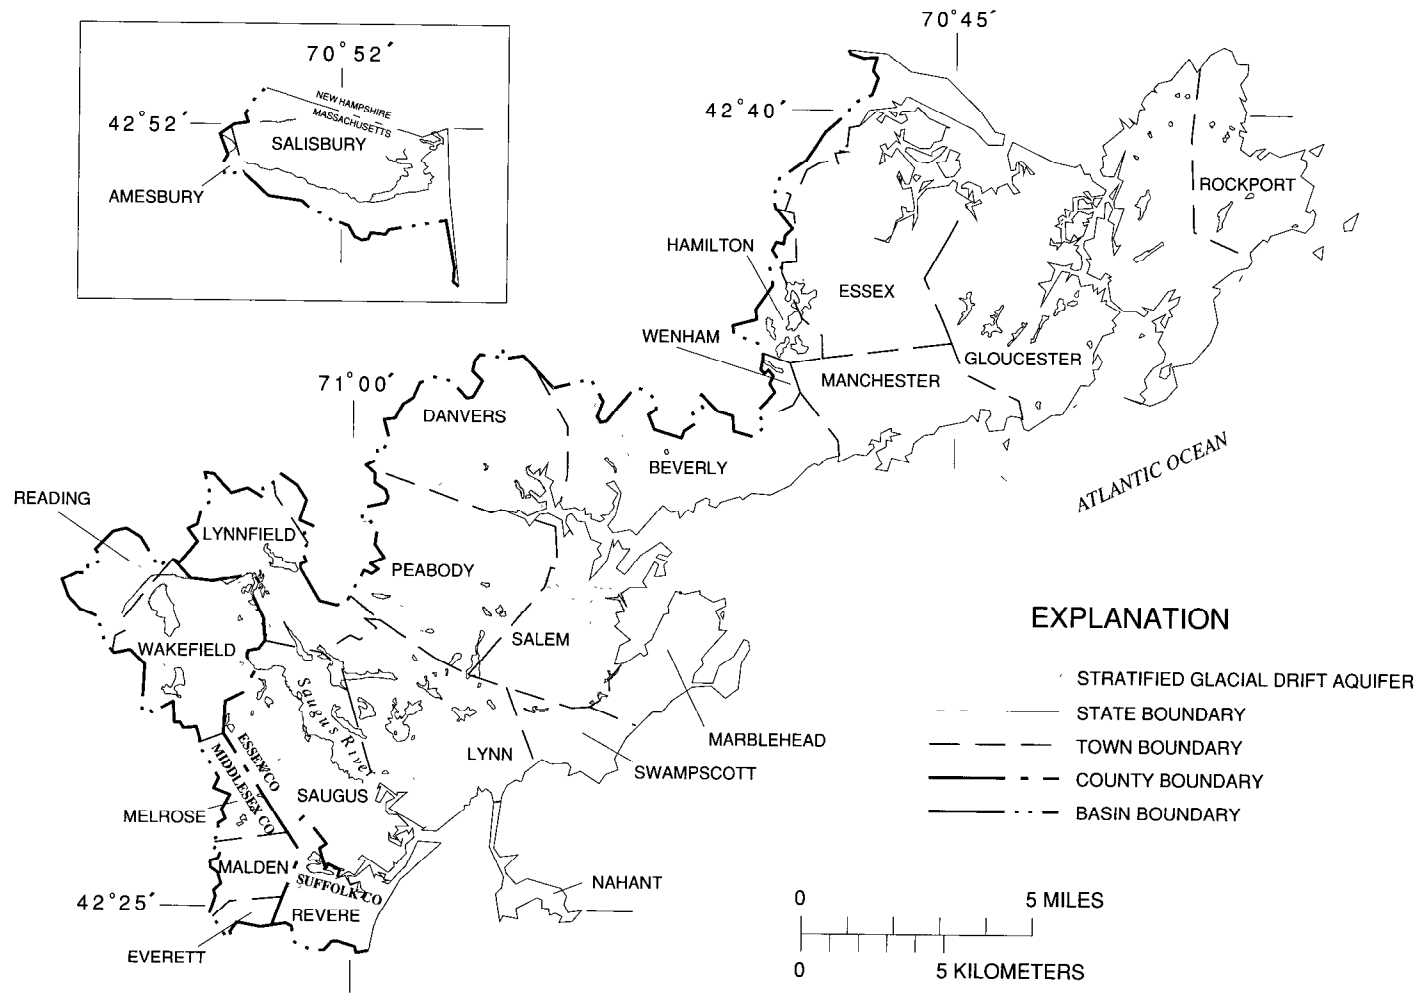 70°45´
70°52´
NEW HAMPSHIRE
MASSACHUSETTS
42°52´
SALISBURY
AMESBURY
42°40´
ROCKPORT
HAMILTON
ESSEX
WENHAM
GLOUCESTER
MANCHESTER
71°00´
DANVERS
BEVERLY
ATLANTIC OCEAN
READING
LYNNFIELD
PEABODY
SALEM
WAKEFIELD
Saugus River
MARBLEHEAD
LYNN
SWAMPSCOTT
ESSEX CO
MIDDLESEX CO
SAUGUS
MELROSE
MALDEN
SUFFOLK CO
NAHANT
42°25´
REVERE
EVERETT
EXPLANATION
STRATIFIED GLACIAL DRIFT AQUIFER
STATE BOUNDARY
TOWN BOUNDARY
COUNTY BOUNDARY
BASIN BOUNDARY
0 5 MILES
0 5 KILOMETERS